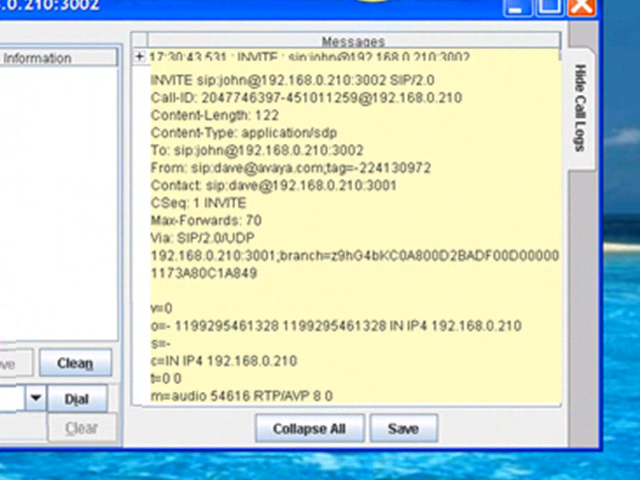 .0.210:3002
Information
Messages
17:30:43.531 : INVITE : sip:john@192.168.0.210:3002
INVITE sip:john@192.168.0.210:3002 SIP/2.0
Call-ID: 2047746397-451011259@192.168.0.210
Content-Length: 122
Content-Type: application/sdp
To: sip:john@192.168.0.210:3002
From: sip:dave@avaya.com;tag=-224130972
Contact: sip:dave@192.168.0.210:3001
CSeq: 1 INVITE
Max-Forwards: 70
Via: SIP/2.0/UDP
192.168.0.210:3001;branch=z9hG4bKC0A800D2BADF00D00000
1173A80C1A849
v=0
o=- 1199295461328 1199295461328 IN IP4 192.168.0.210
s=-
c=IN IP4 192.168.0.210
t=0 0
m=audio 54616 RTP/AVP 8 0
Hide Call Logs
ve
Clean
Dial
Clear
Collapse All
Save